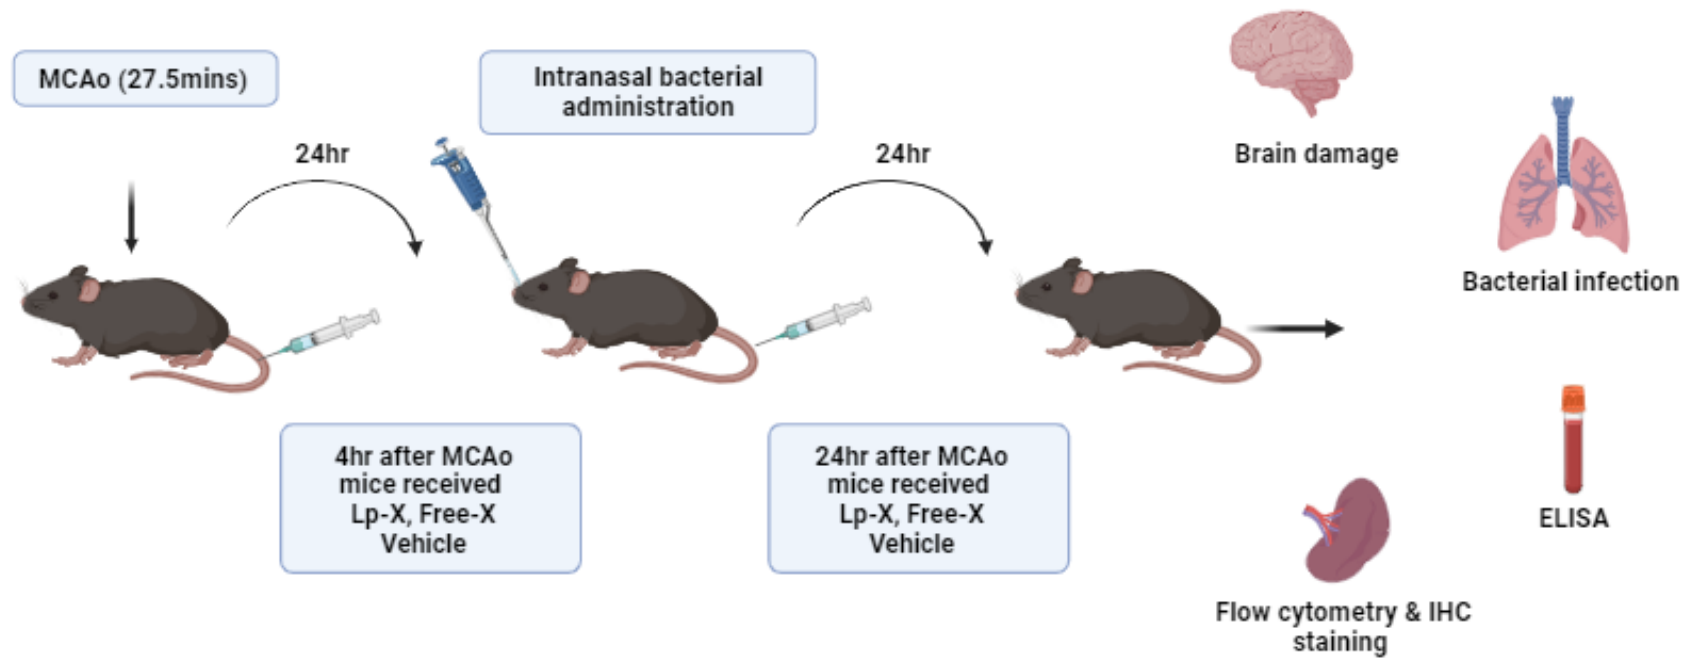 MCAo (27.5mins)
24hr
Intranasal bacterial
administration
24hr
4hr after MCAo
mice received
Lp-X, Free-X
Vehicle
24hr after MCAo
mice received
Lp-X, Free-X
Vehicle
Brain damage
Bacterial infection
ELISA
Flow cytometry & IHC
staining